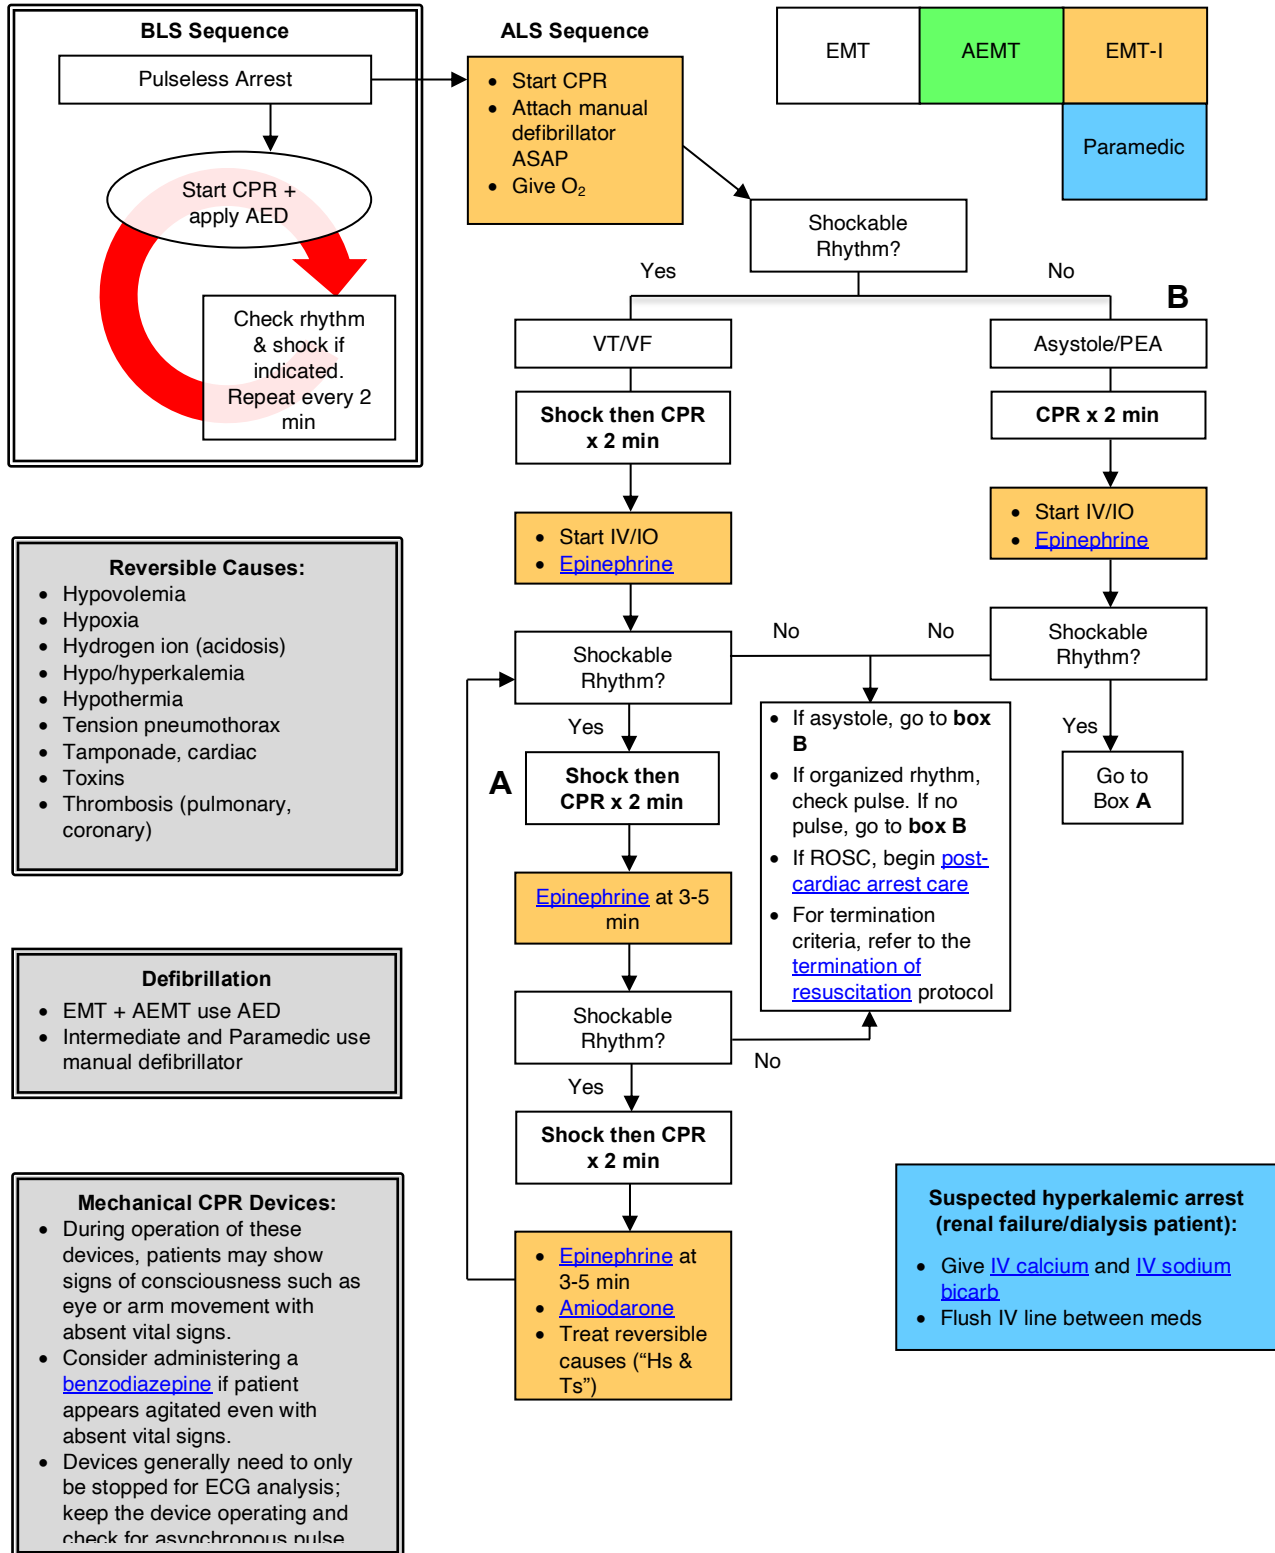 BLS Sequence
Pulseless Arrest
Start CPR +
apply AED
Check rhythm
& shock if
indicated.
Repeat every 2
min
ALS Sequence
• Start CPR
• Attach manual
defibrillator
ASAP
• Give O₂
EMT
AEMT
EMT-I
Paramedic
Shockable
Rhythm?
Yes
No
VT/VF
Shock then CPR
x 2 min
• Start IV/IO
• Epinephrine
Shockable
Rhythm?
No
Yes
A
Shock then
CPR x 2 min
Epinephrine at 3-5
min
Shockable
Rhythm?
No
Yes
Shock then CPR
x 2 min
• Epinephrine at
3-5 min
• Amiodarone
• Treat reversible
causes (“Hs &
Ts”)
B
Asystole/PEA
CPR x 2 min
• Start IV/IO
• Epinephrine
Shockable
Rhythm?
No
Yes
Go to
Box A
• If asystole, go to box
B
• If organized rhythm,
check pulse. If no
pulse, go to box B
• If ROSC, begin post-
cardiac arrest care
• For termination
criteria, refer to the
termination of
resuscitation protocol
Reversible Causes:
• Hypovolemia
• Hypoxia
• Hydrogen ion (acidosis)
• Hypo/hyperkalemia
• Hypothermia
• Tension pneumothorax
• Tamponade, cardiac
• Toxins
• Thrombosis (pulmonary,
coronary)
Defibrillation
• EMT + AEMT use AED
• Intermediate and Paramedic use
manual defibrillator
Mechanical CPR Devices:
• During operation of these
devices, patients may show
signs of consciousness such as
eye or arm movement with
absent vital signs.
• Consider administering a
benzodiazepine if patient
appears agitated even with
absent vital signs.
• Devices generally need to only
be stopped for ECG analysis;
keep the device operating and
check for asynchronous pulse
Suspected hyperkalemic arrest
(renal failure/dialysis patient):
• Give IV calcium and IV sodium
bicarb
• Flush IV line between meds